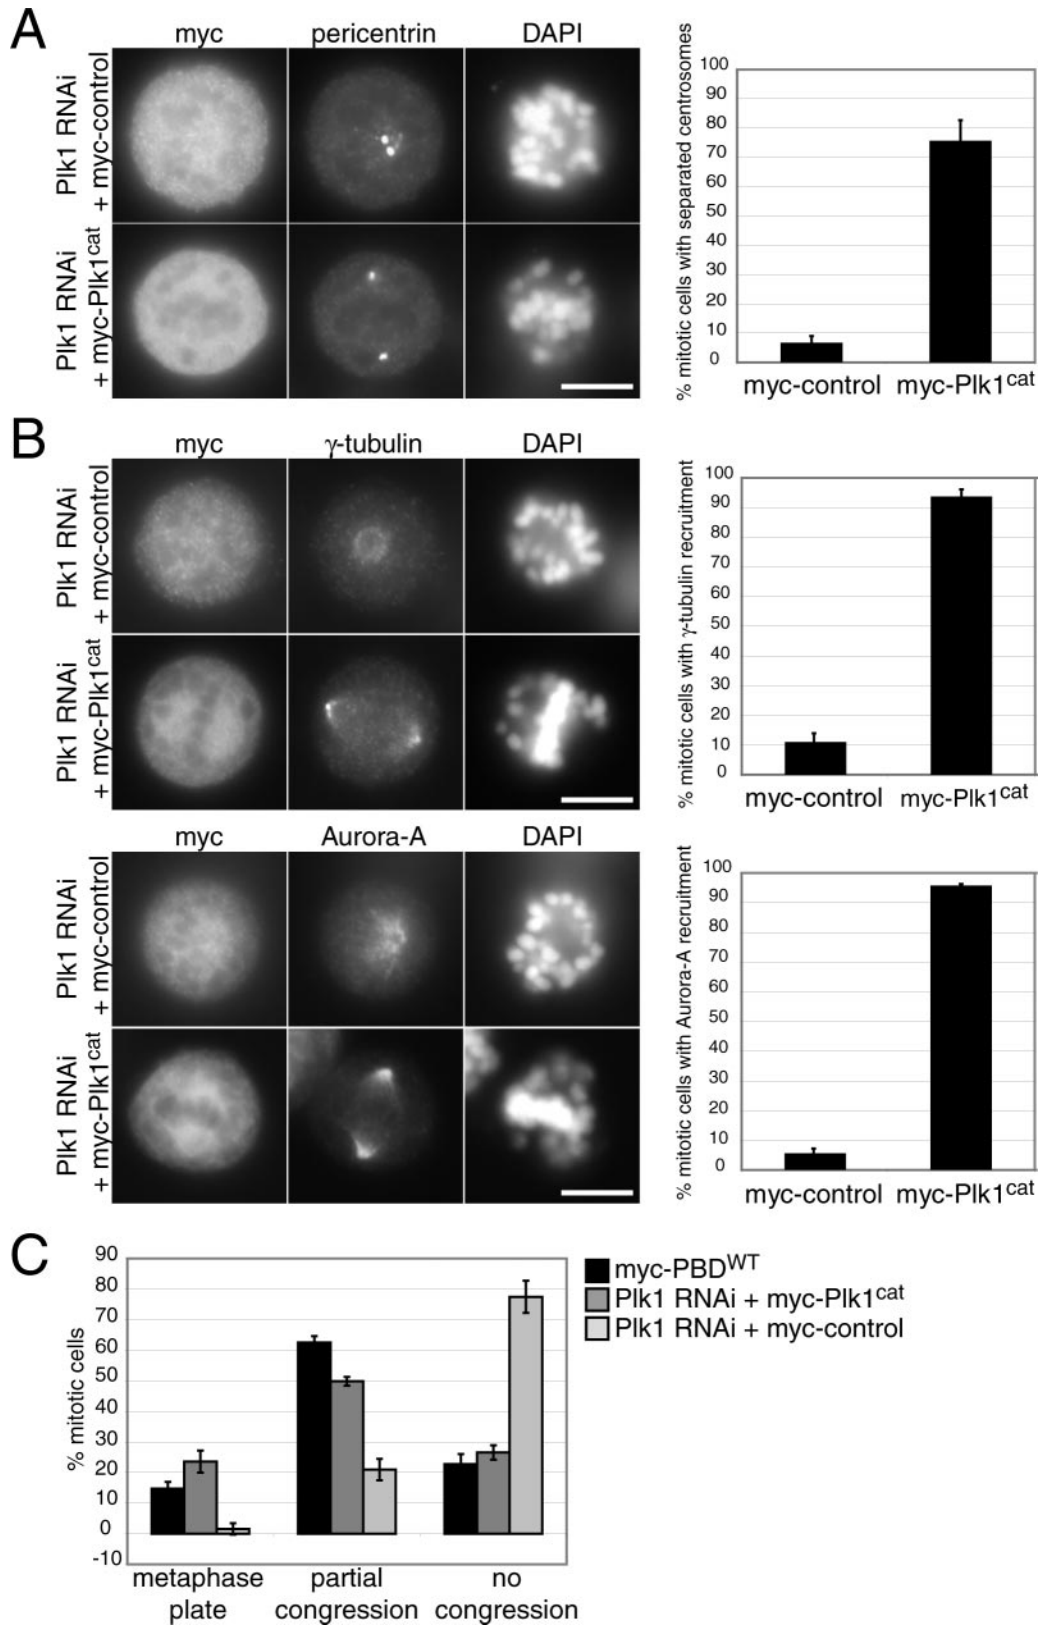 A
myc pericentrin DAPI
Plk1 RNAi
+ myc-control
Plk1 RNAi
+ myc-Plk1cat
% mitotic cells with separated centrosomes
100
90
80
70
60
50
40
30
20
10
0
myc-control myc-Plk1cat
B
myc γ-tubulin DAPI
Plk1 RNAi
+ myc-control
Plk1 RNAi
+ myc-Plk1cat
% mitotic cells with γ-tubulin recruitment
100
90
80
70
60
50
40
30
20
10
0
myc-control myc-Plk1cat
myc Aurora-A DAPI
Plk1 RNAi
+ myc-control
Plk1 RNAi
+ myc-Plk1cat
% mitotic cells with Aurora-A recruitment
100
90
80
70
60
50
40
30
20
10
0
myc-control myc-Plk1cat
C
% mitotic cells
90
80
70
60
50
40
30
20
10
0
-10
metaphase
plate
partial
congression
no
congression
myc-PBDWT
Plk1 RNAi + myc-Plk1cat
Plk1 RNAi + myc-control